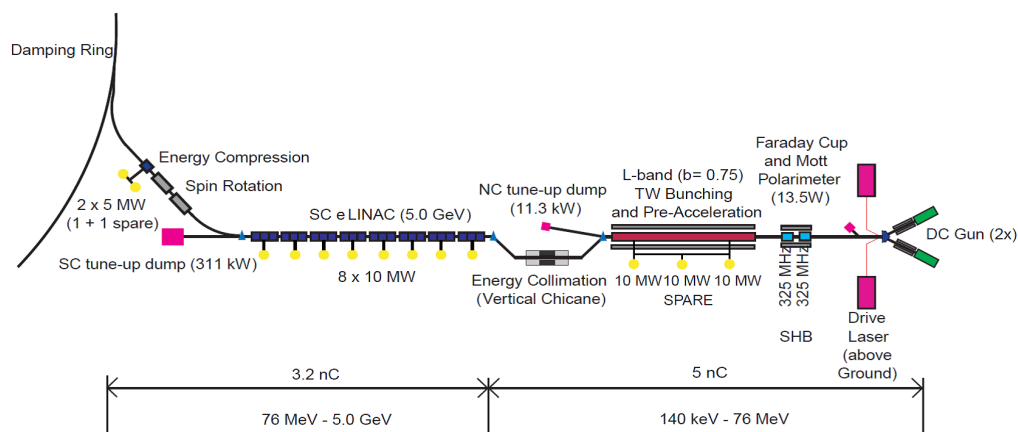 Damping Ring
Energy Compression
Spin Rotation
2 x 5 MW
(1 + 1 spare)
SC tune-up dump (311 kW)
SC e LINAC (5.0 GeV)
8 x 10 MW
NC tune-up dump
(11.3 kW)
Energy Collimation
(Vertical Chicane)
L-band (b= 0.75)
TW Bunching
and Pre-Acceleration
10 MW 10 MW 10 MW
SPARE
Faraday Cup
and Mott
Polarimeter
(13.5W)
325 MHz
325 MHz
SHB
DC Gun (2x)
Drive
Laser
(above
Ground)
3.2 nC
5 nC
76 MeV - 5.0 GeV
140 keV - 76 MeV